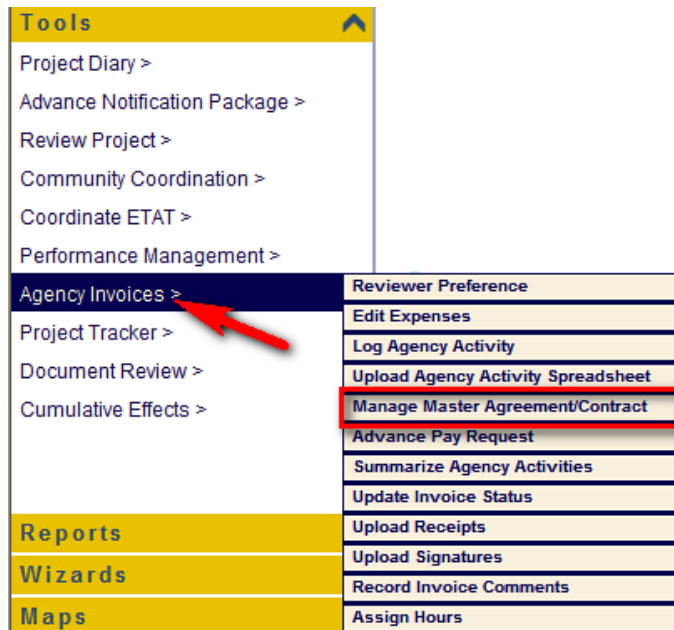 Tools
Project Diary >
Advance Notification Package >
Review Project >
Community Coordination >
Coordinate ETAT >
Performance Management >
Agency Invoices >
Project Tracker >
Document Review >
Cumulative Effects >
Reviewer Preference
Edit Expenses
Log Agency Activity
Upload Agency Activity Spreadsheet
Manage Master Agreement/Contract
Advance Pay Request
Summarize Agency Activities
Update Invoice Status
Upload Receipts
Upload Signatures
Record Invoice Comments
Assign Hours
Reports
Wizards
Maps